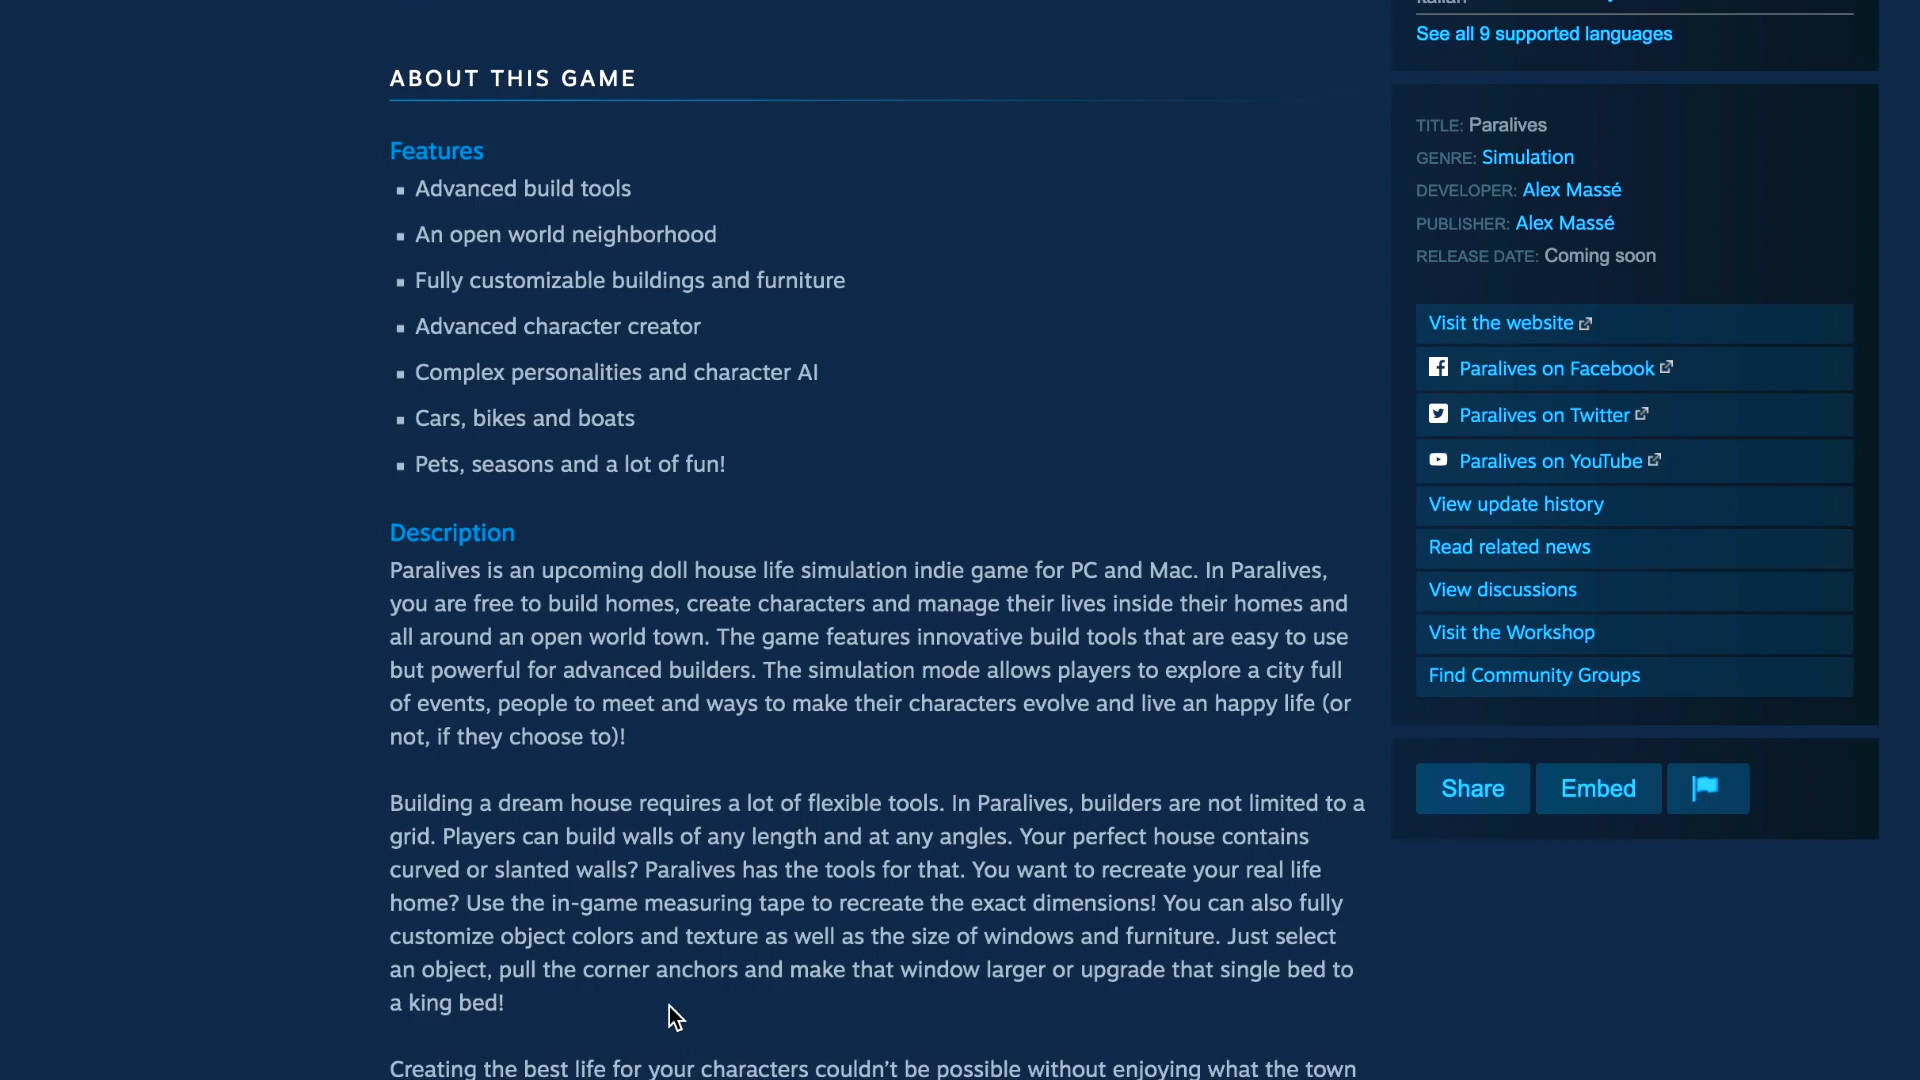 ABOUT THIS GAME
Features
▪ Advanced build tools
▪ An open world neighborhood
▪ Fully customizable buildings and furniture
▪ Advanced character creator
▪ Complex personalities and character AI
▪ Cars, bikes and boats
▪ Pets, seasons and a lot of fun!
Description
Paralives is an upcoming doll house life simulation indie game for PC and Mac. In Paralives,
you are free to build homes, create characters and manage their lives inside their homes and
all around an open world town. The game features innovative build tools that are easy to use
but powerful for advanced builders. The simulation mode allows players to explore a city full
of events, people to meet and ways to make their characters evolve and live an happy life (or
not, if they choose to)!
Building a dream house requires a lot of flexible tools. In Paralives, builders are not limited to a
grid. Players can build walls of any length and at any angles. Your perfect house contains
curved or slanted walls? Paralives has the tools for that. You want to recreate your real life
home? Use the in-game measuring tape to recreate the exact dimensions! You can also fully
customize object colors and texture as well as the size of windows and furniture. Just select
an object, pull the corner anchors and make that window larger or upgrade that single bed to
a king bed!
Creating the best life for your characters couldn't be possible without enjoying what the town
See all 9 supported languages
TITLE: Paralives
GENRE: Simulation
DEVELOPER: Alex Massé
PUBLISHER: Alex Massé
RELEASE DATE: Coming soon
Visit the website
Paralives on Facebook
Paralives on Twitter
Paralives on YouTube
View update history
Read related news
View discussions
Visit the Workshop
Find Community Groups
Share Embed